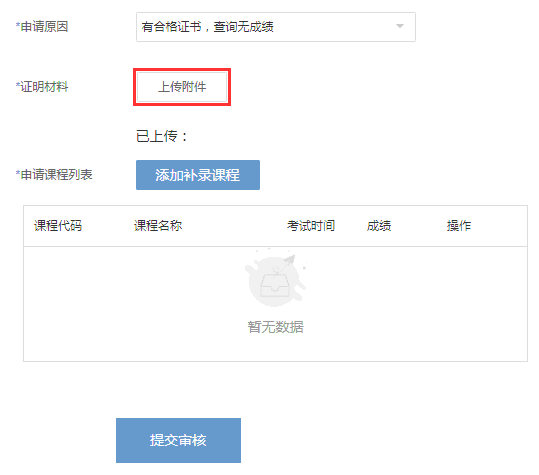 *申请原因 有合格证书，查询无成绩
*证明材料 上传附件
已上传：
*申请课程列表 添加补录课程
课程代码 课程名称 考试时间 成绩 操作
暂无数据
提交审核